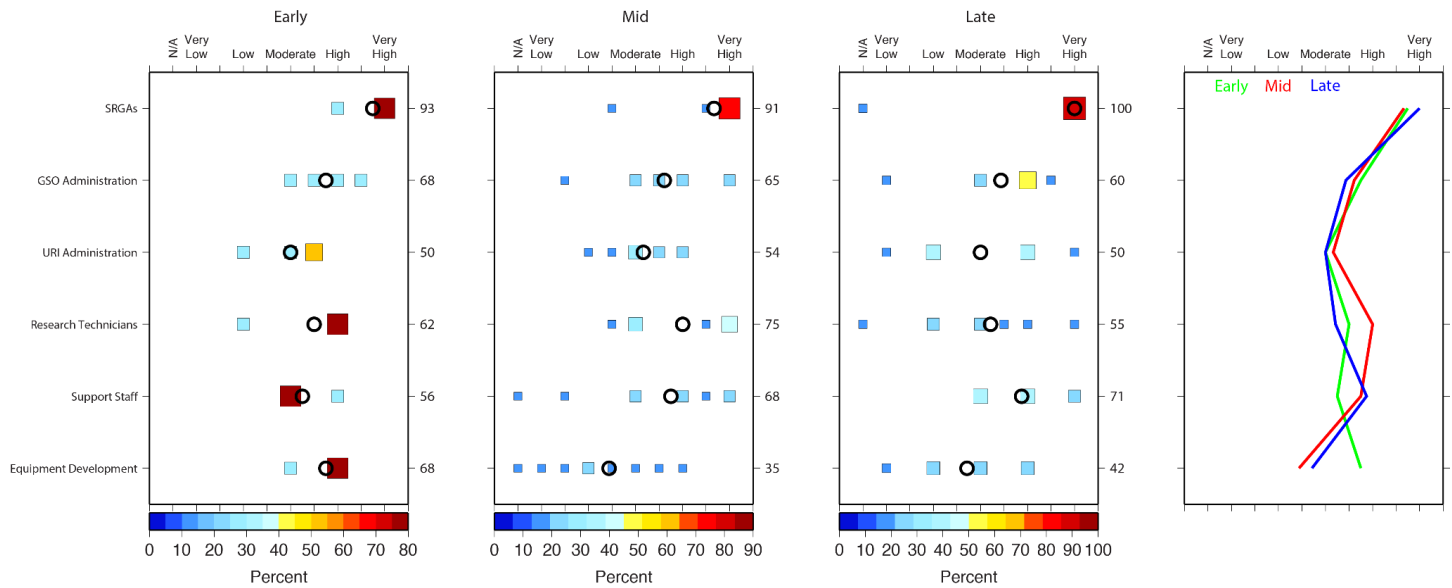 Early
Mid
Late
N/A Very Low Low Moderate High Very High
N/A Very Low Low Moderate High Very High
N/A Very Low Low Moderate High Very High
N/A Very Low Low Moderate High Very High
Early Mid Late
SRGAs 93 91 100
GSO Administration 68 65 60
URI Administration 50 54 50
Research Technicians 62 75 55
Support Staff 56 68 71
Equipment Development 68 35 42
0 10 20 30 40 50 60 70 80
0 10 20 30 40 50 60 70 80 90
0 10 20 30 40 50 60 70 80 90 100
Percent
Percent
Percent